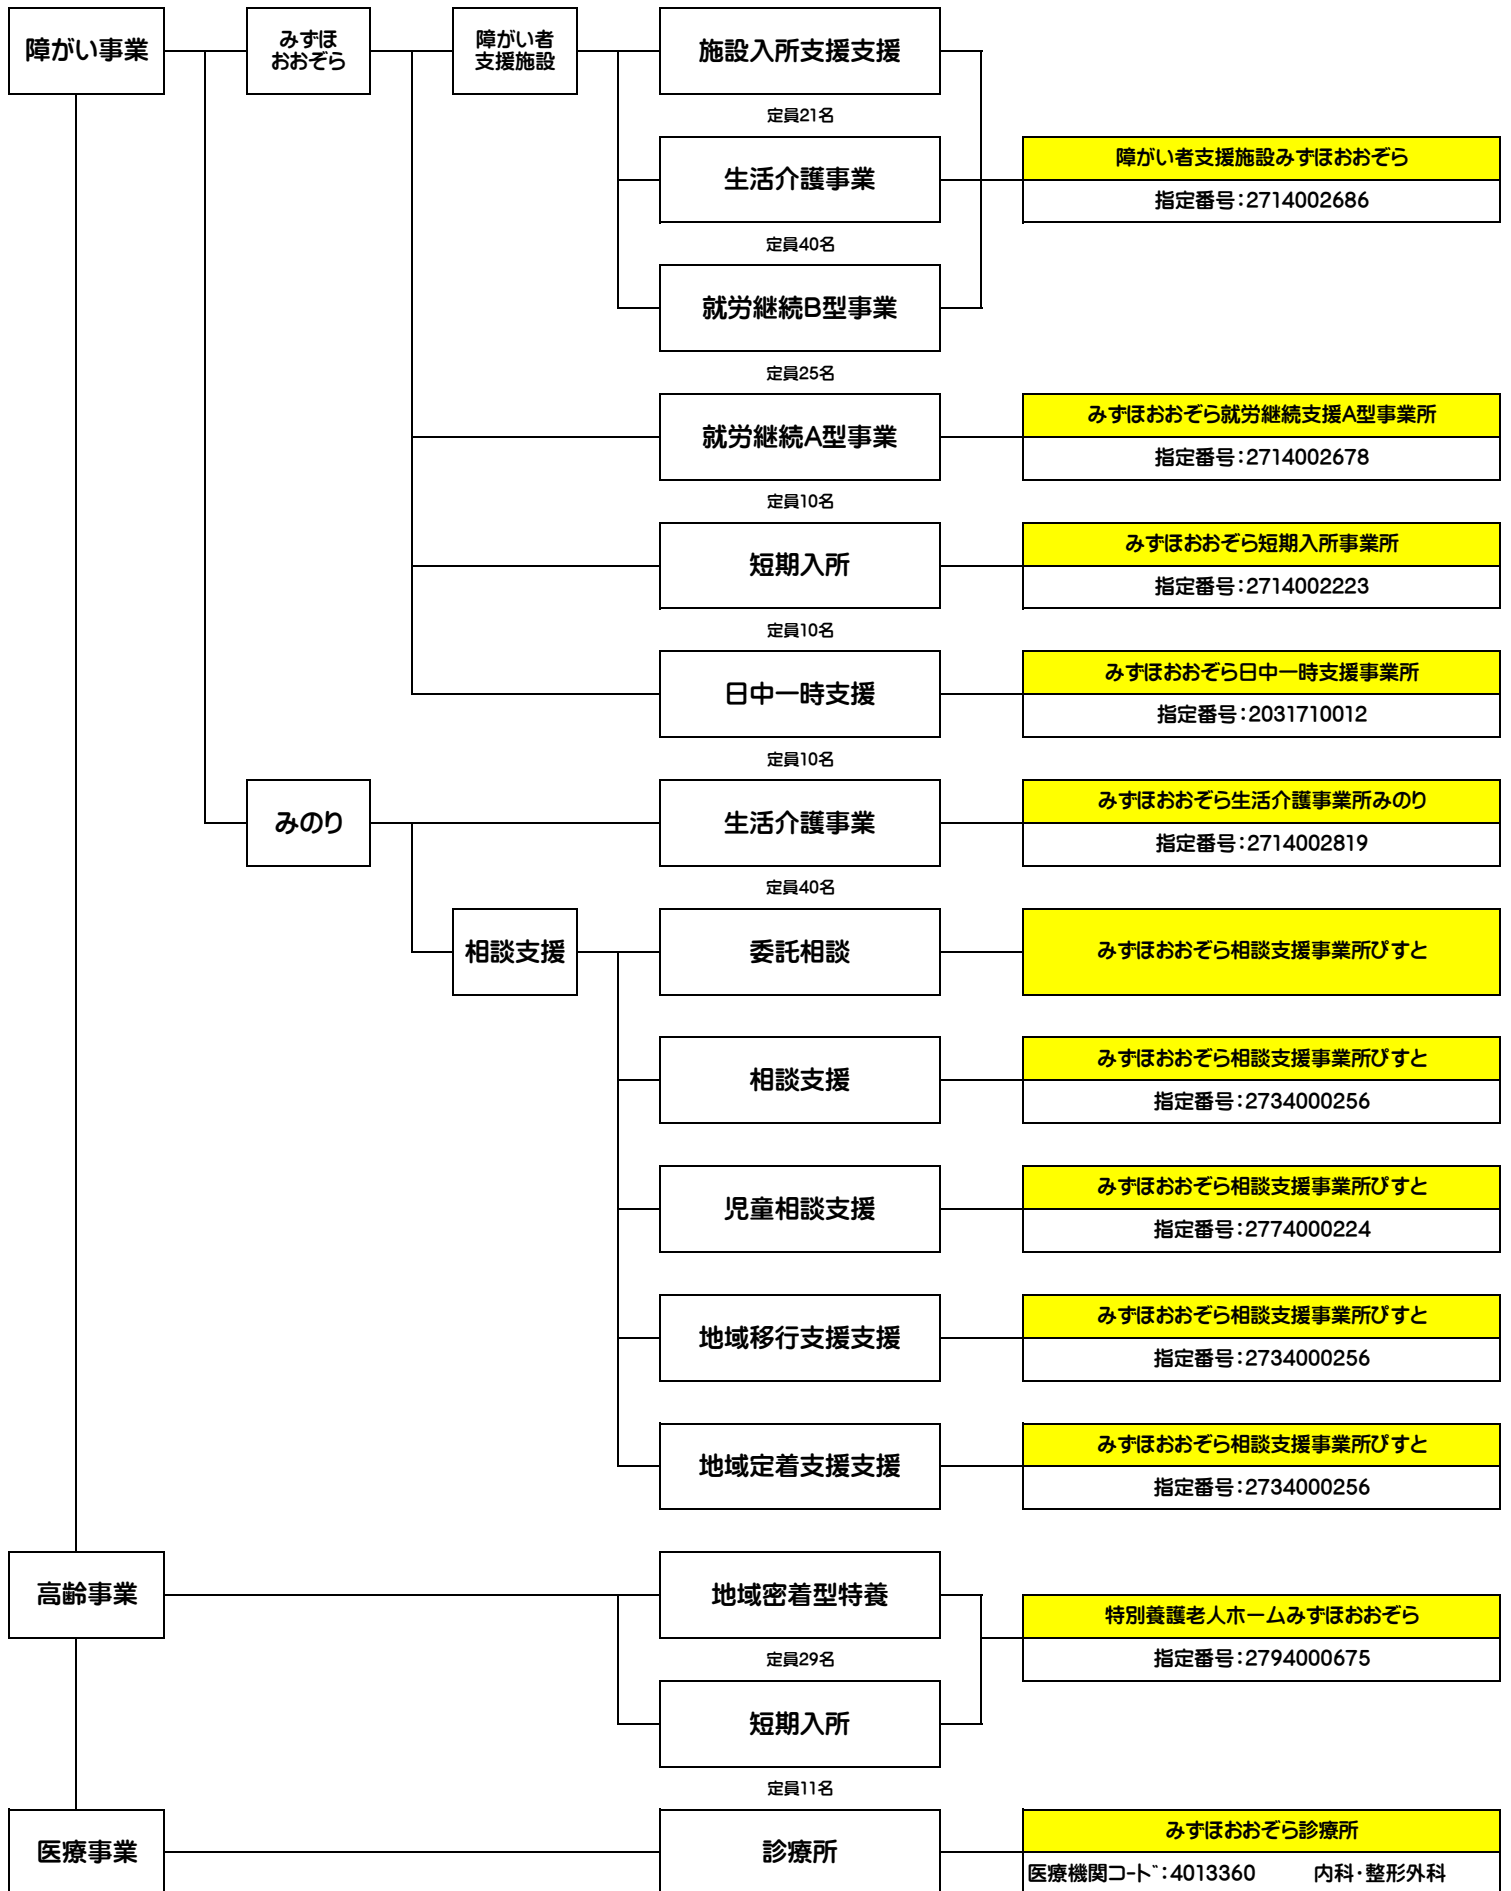 障がい事業
みずほ
おおぞら
障がい者
支援施設
施設入所支援支援
定員21名
生活介護事業
障がい者支援施設みずほおおぞら
指定番号：2714002686
定員40名
就労継続B型事業
定員25名
就労継続A型事業
みずほおおぞら就労継続支援A型事業所
指定番号：2714002678
定員10名
短期入所
みずほおおぞら短期入所事業所
指定番号：2714002223
定員10名
日中一時支援
みずほおおぞら日中一時支援事業所
指定番号：2031710012
定員10名
みのり
生活介護事業
みずほおおぞら生活介護事業所みのり
指定番号：2714002819
定員40名
相談支援
委託相談
みずほおおぞら相談支援事業所ぴすと
相談支援
みずほおおぞら相談支援事業所ぴすと
指定番号：2734000256
児童相談支援
みずほおおぞら相談支援事業所ぴすと
指定番号：2774000224
地域移行支援支援
みずほおおぞら相談支援事業所ぴすと
指定番号：2734000256
地域定着支援支援
みずほおおぞら相談支援事業所ぴすと
指定番号：2734000256
高齢事業
地域密着型特養
特別養護老人ホームみずほおおぞら
指定番号：2794000675
定員29名
短期入所
定員11名
医療事業
診療所
みずほおおぞら診療所
医療機関コート゛：4013360 内科・整形外科